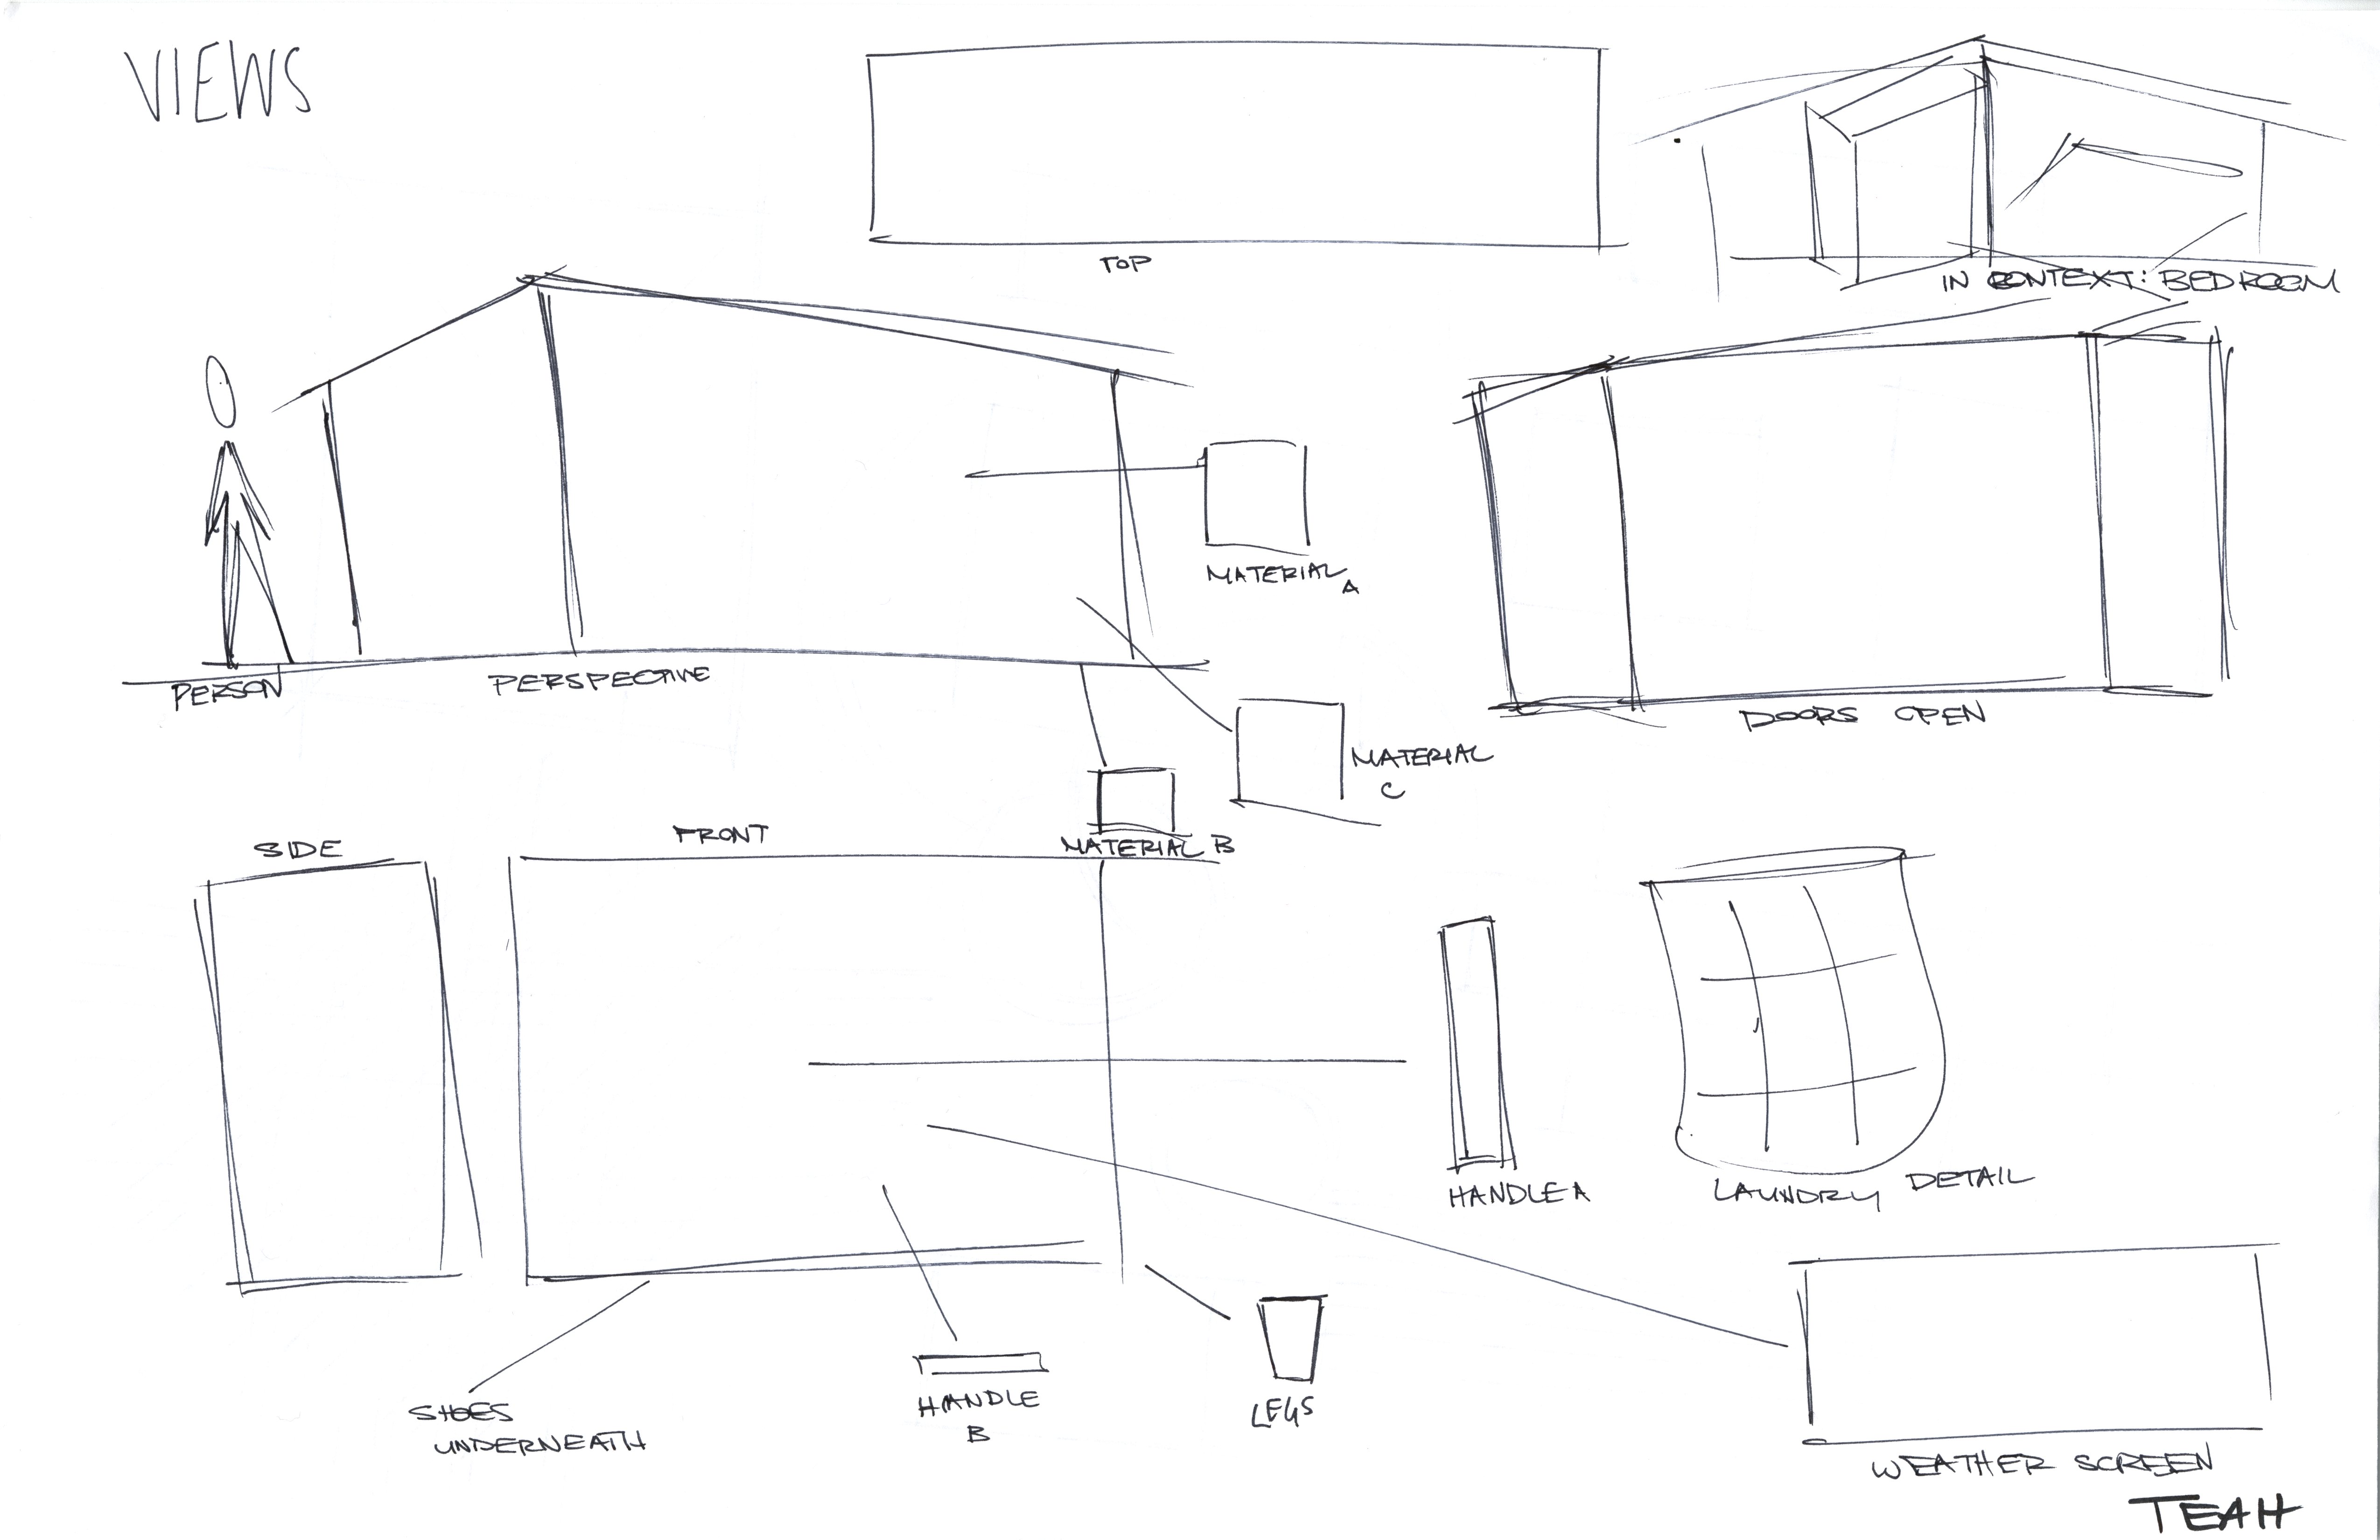 VIEWS
TOP
IN CONTEXT: BEDROOM
MATERIAL
A
PERSON
PERSPECTIVE
DOORS OPEN
MATERIAL
C
MATERIAL B
SIDE
FRONT
HANDLE A
LAUNDRY DETAIL
SHOES
UNDERNEATH
HANDLE
B
LEGS
WEATHER SCREEN
TEAH